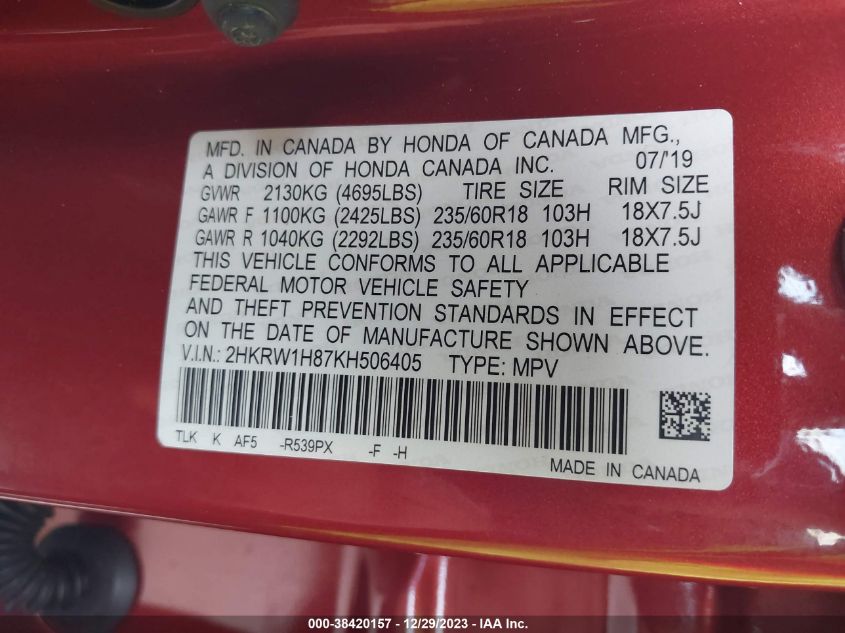 MFD. IN CANADA BY HONDA OF CANADA MFG.,
A DIVISION OF HONDA CANADA INC. 07/'19
GVWR 2130KG (4695LBS) TIRE SIZE RIM SIZE
GAWR F 1100KG (2425LBS) 235/60R18 103H 18X7.5J
GAWR R 1040KG (2292LBS) 235/60R18 103H 18X7.5J
THIS VEHICLE CONFORMS TO ALL APPLICABLE
FEDERAL MOTOR VEHICLE SAFETY
AND THEFT PREVENTION STANDARDS IN EFFECT
ON THE DATE OF MANUFACTURE SHOWN ABOVE.
V.I.N.: 2HKRW1H87KH506405 TYPE: MPV
TLK K AF5 -R539PX -F -H
MADE IN CANADA
000-38420157 - 12/29/2023 - IAA Inc.